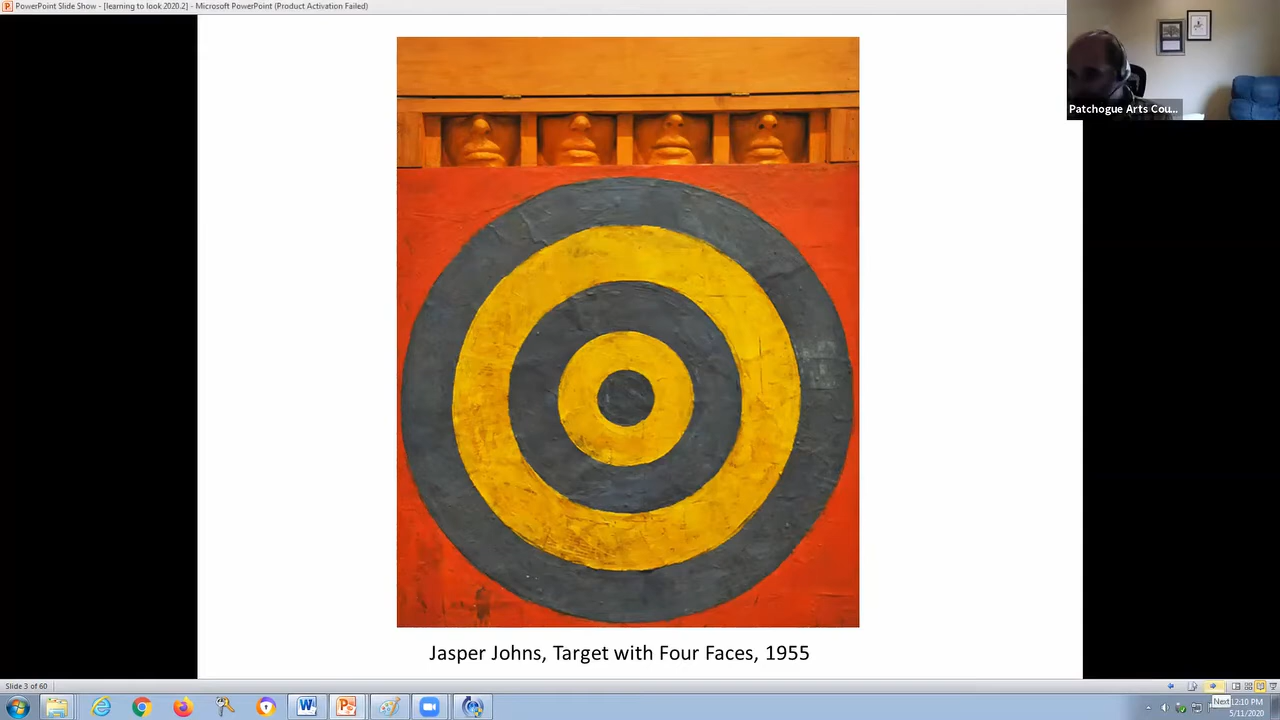 PowerPoint Slide Show - [learning to look 2020.2] - Microsoft PowerPoint (Product Activation Failed)
Patchogue Arts Cou...
Jasper Johns, Target with Four Faces, 1955
Slide 3 of 60
Next
12:10 PM
5/11/2020